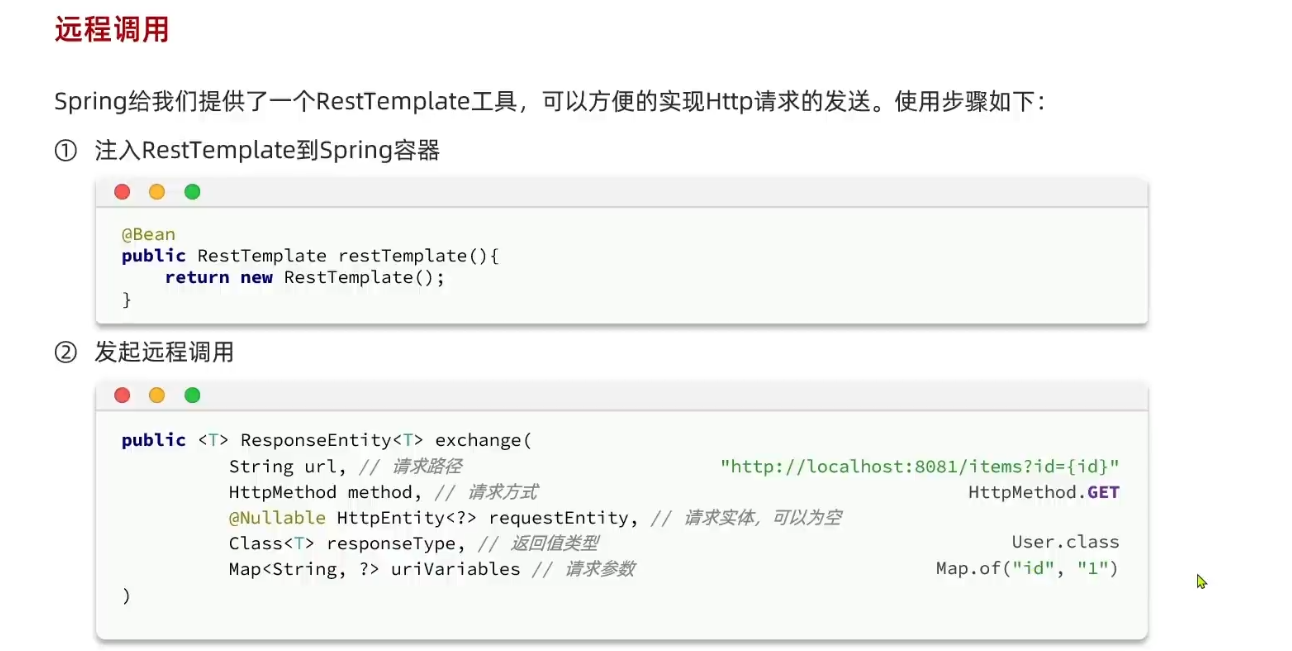 远程调用
Spring给我们提供了一个RestTemplate工具，可以方便的实现Http请求的发送。使用步骤如下：
① 注入RestTemplate到Spring容器
@Bean
public RestTemplate restTemplate(){
    return new RestTemplate();
}
② 发起远程调用
public <T> ResponseEntity<T> exchange(
String url, // 请求路径 "http://localhost:8081/items?id={id}"
HttpMethod method, // 请求方式 HttpMethod.GET
@Nullable HttpEntity<?> requestEntity, // 请求实体，可以为空
Class<T> responseType, // 返回值类型 User.class
Map<String, ?> uriVariables // 请求参数 Map.of("id", "1")
)